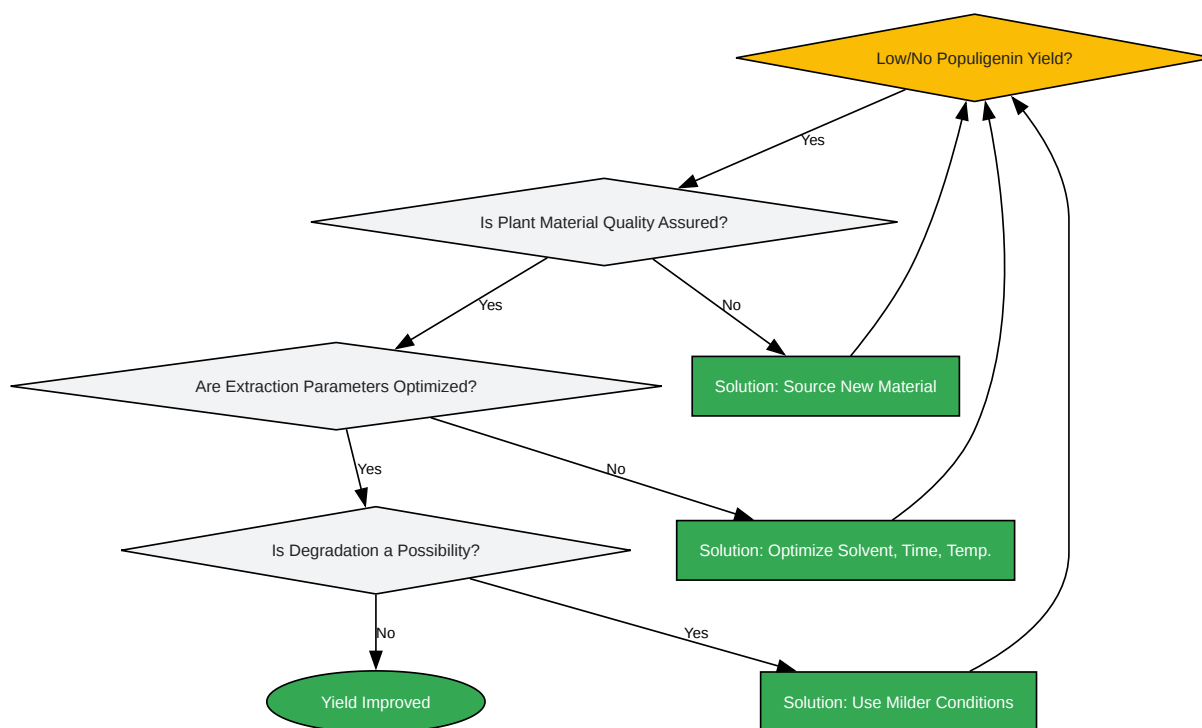 Low/No Populigenin Yield?
Yes
Is Plant Material Quality Assured?
Yes
No
Are Extraction Parameters Optimized?
Solution: Source New Material
Yes
No
Is Degradation a Possibility?
Solution: Optimize Solvent, Time, Temp.
No
Yes
Yield Improved
Solution: Use Milder Conditions